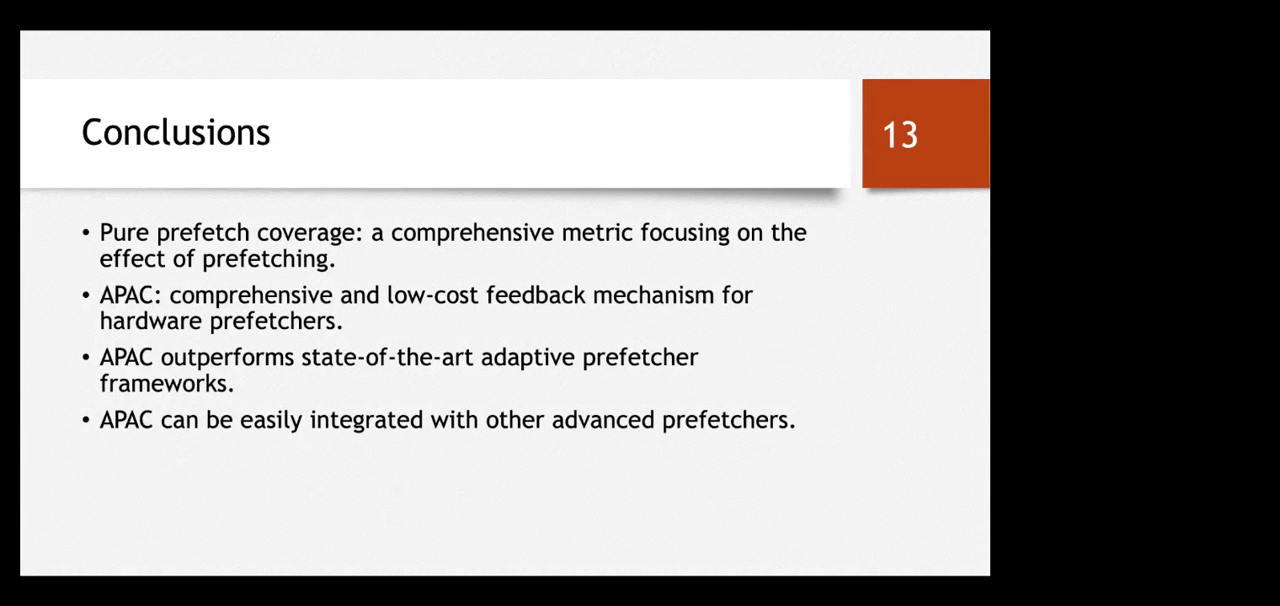 Conclusions
13
• Pure prefetch coverage: a comprehensive metric focusing on the
effect of prefetching.
• APAC: comprehensive and low-cost feedback mechanism for
hardware prefetchers.
• APAC outperforms state-of-the-art adaptive prefetcher
frameworks.
• APAC can be easily integrated with other advanced prefetchers.